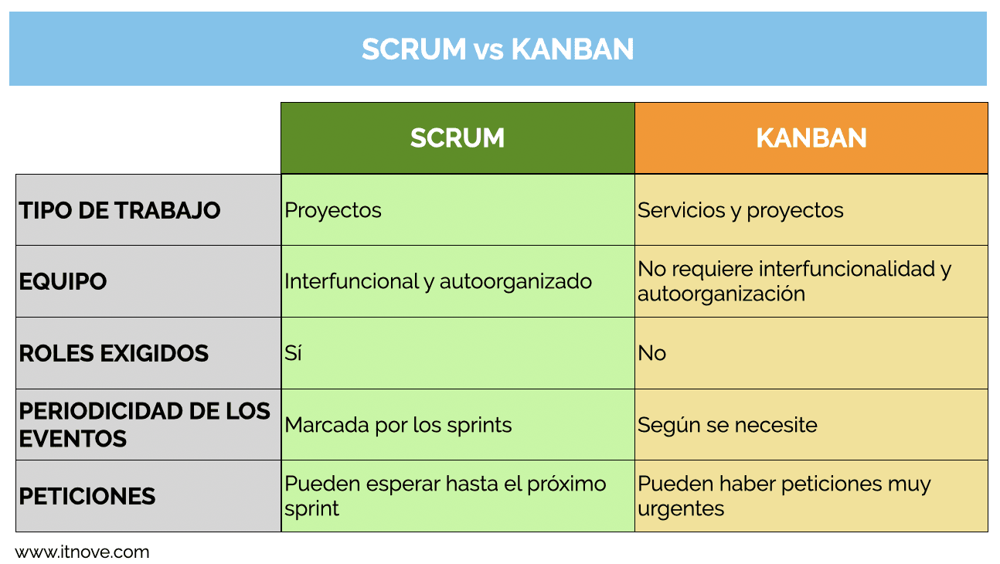 SCRUM vs KANBAN
SCRUM
KANBAN
TIPO DE TRABAJO
Proyectos
Servicios y proyectos
EQUIPO
Interfuncional y autoorganizado
No requiere interfuncionalidad y
autoorganización
ROLES EXIGIDOS
Sí
No
PERIODICIDAD DE LOS
EVENTOS
Marcada por los sprints
Según se necesite
PETICIONES
Pueden esperar hasta el próximo
sprint
Pueden haber peticiones muy
urgentes
www.itnove.com